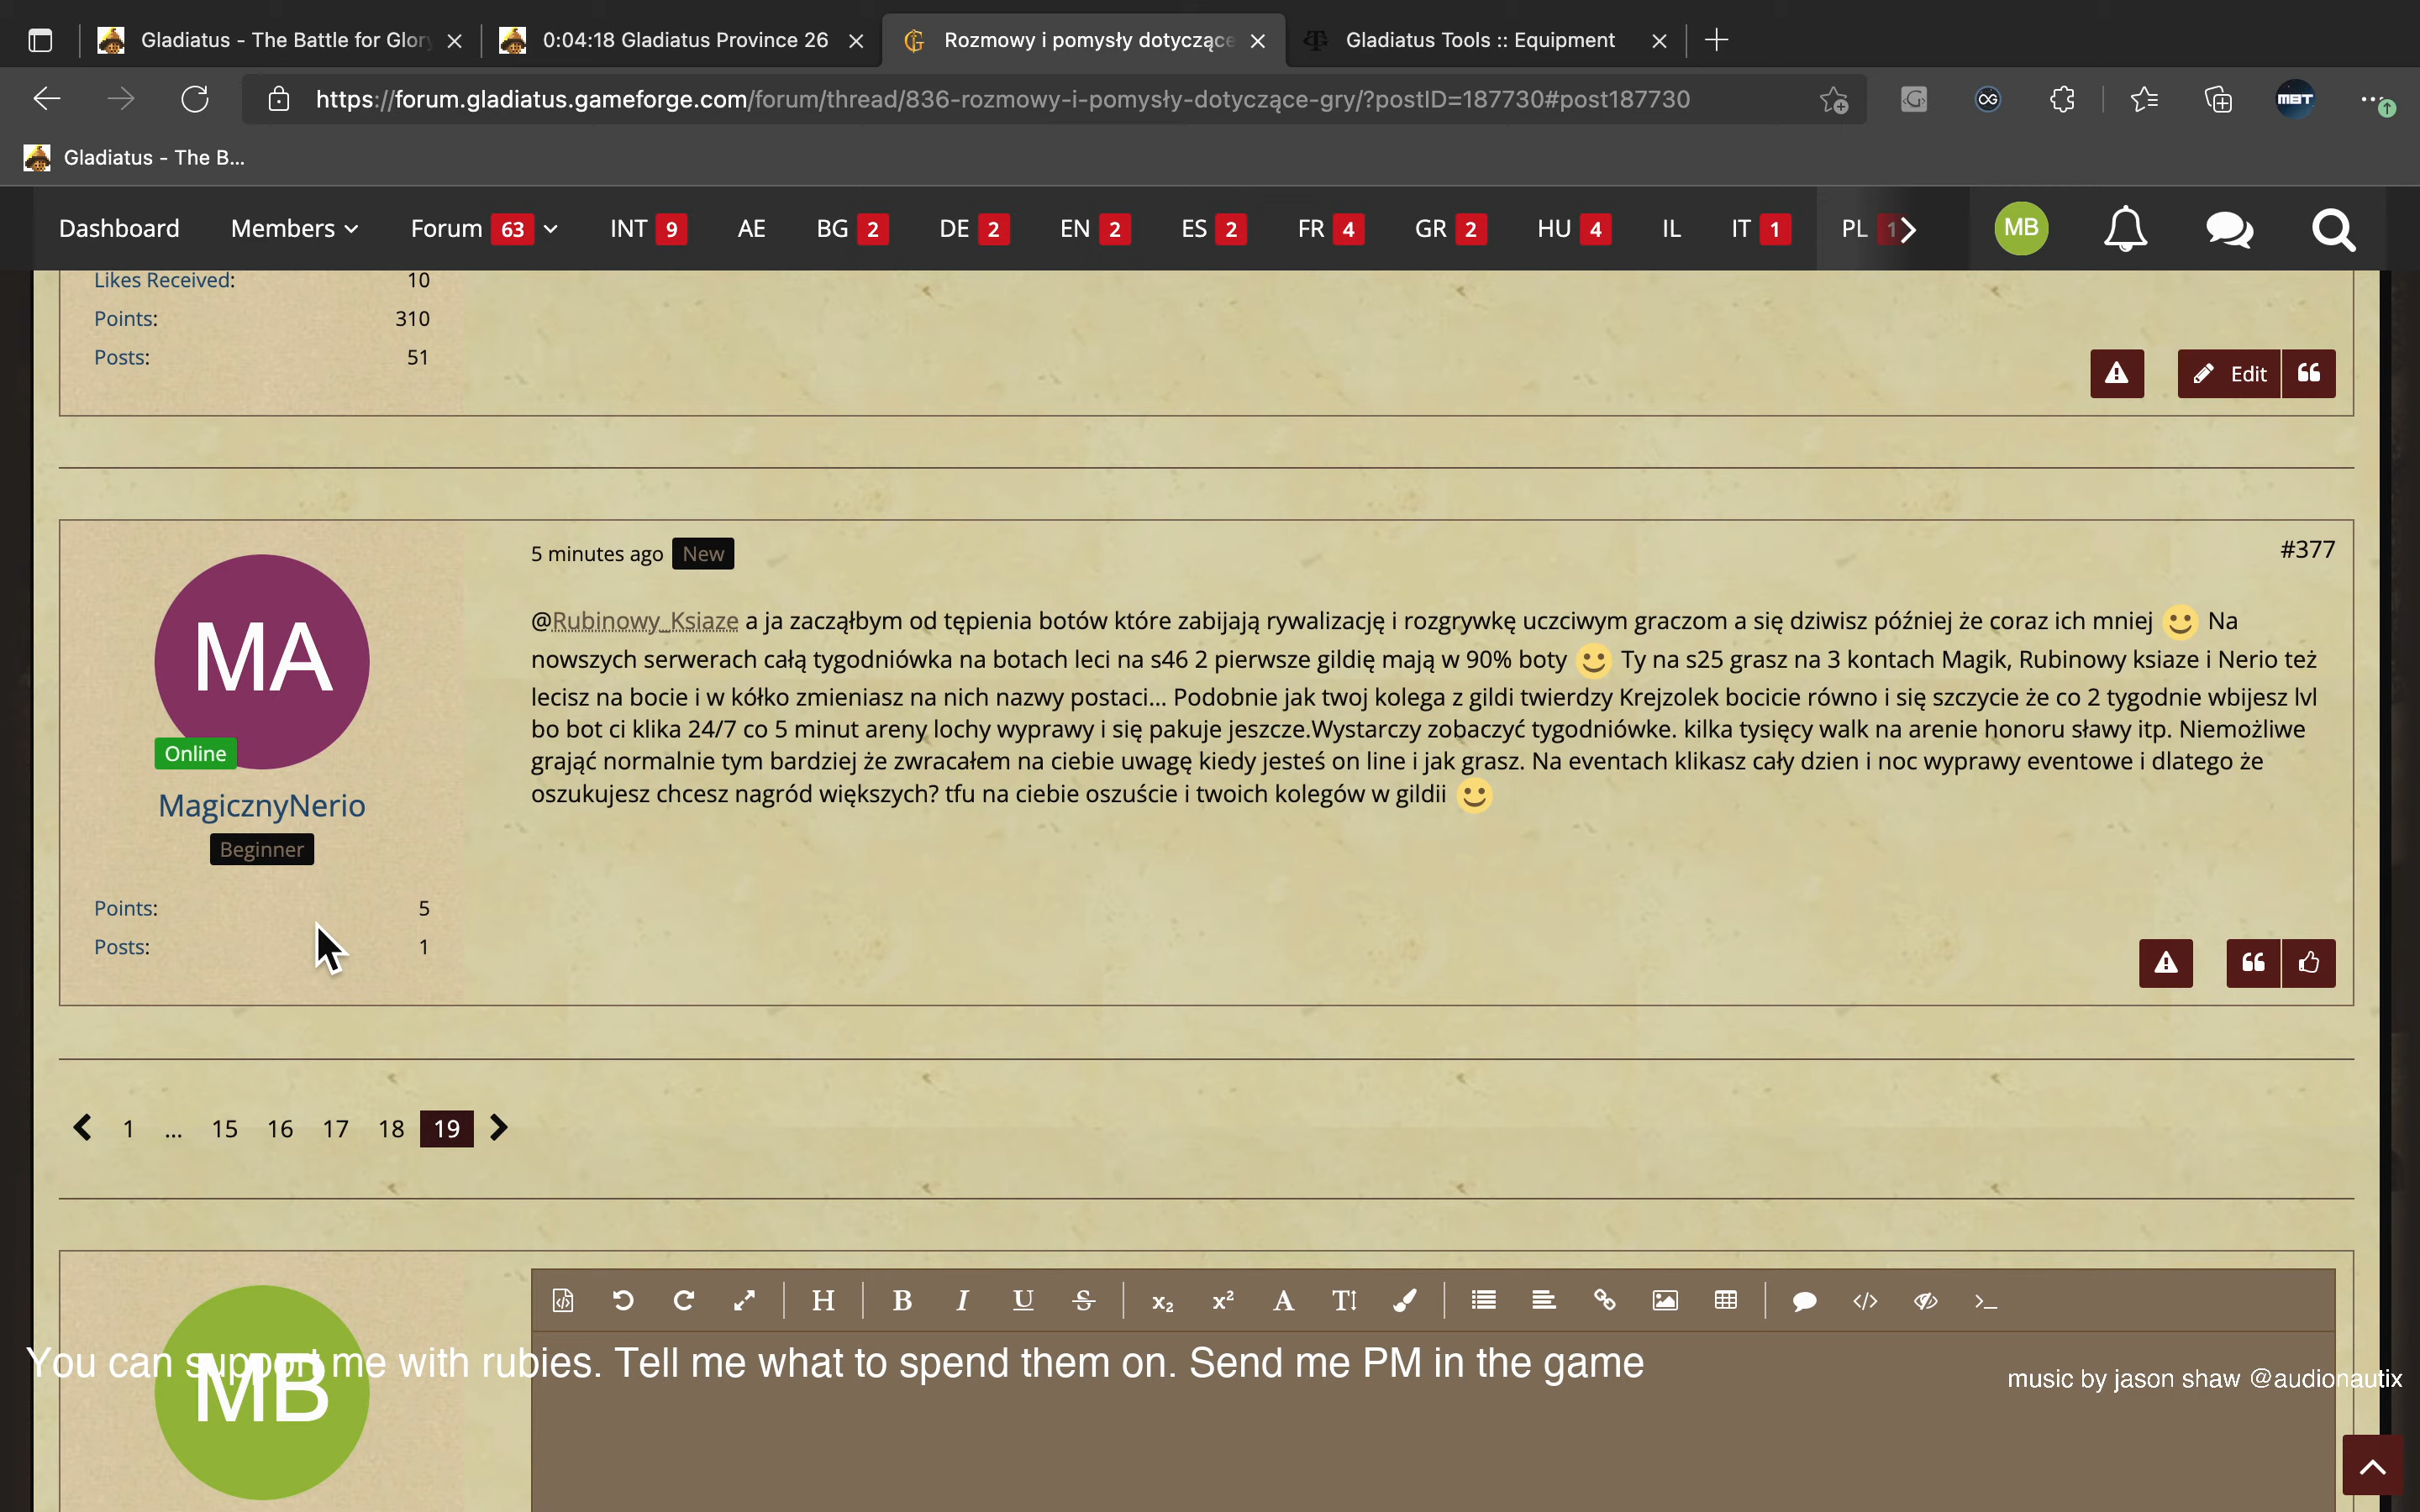 Gladiatus - The Battle for Glor
0:04:18 Gladiatus Province 26
Rozmowy i pomysły dotyczące
Gladiatus Tools :: Equipment
https://forum.gladiatus.gameforge.com/forum/thread/836-rozmowy-i-pomysły-dotyczące-gry/?postID=187730#post187730
MBT
Gladiatus - The B...
Dashboard Members Forum 63 INT 9 AE BG 2 DE 2 EN 2 ES 2 FR 4 GR 2 HU 4 IL IT 1 PL 1 MB
Likes Received: 10
Points: 310
Posts: 51
Edit
5 minutes ago New #377
MA
Online
MagicznyNerio
Beginner
Points: 5
Posts: 1
@Rubinowy_Ksiaze a ja zacząłbym od tępienia botów które zabijają rywalizację i rozgrywkę uczciwym graczom a się dziwisz później że coraz ich mniej Na
nowszych serwerach całą tygodniówka na botach leci na s46 2 pierwsze gildię mają w 90% boty Ty na s25 grasz na 3 kontach Magik, Rubinowy ksiaze i Nerio też
lecisz na bocie i w kółko zmieniasz na nich nazwy postaci... Podobnie jak twoj kolega z gildi twierdzy Krejzolek bocicie równo i się szczycie że co 2 tygodnie wbijesz lvl
bo bot ci klika 24/7 co 5 minut areny lochy wyprawy i się pakuje jeszcze.Wystarczy zobaczyć tygodniówke. kilka tysięcy walk na arenie honoru sławy itp. Niemożliwe
grająć normalnie tym bardziej że zwracałem na ciebie uwagę kiedy jesteś on line i jak grasz. Na eventach klikasz cały dzien i noc wyprawy eventowe i dlatego że
oszukujesz chcesz nagród większych? tfu na ciebie oszuście i twoich kolegów w gildii
1 ... 15 16 17 18 19
MB
You can support me with rubies. Tell me what to spend them on. Send me PM in the game
music by jason shaw @audionautix